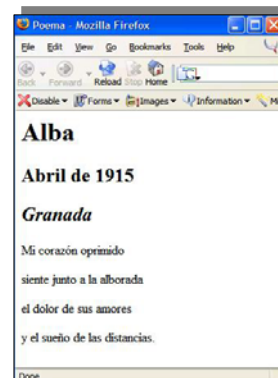 Poema - Mozilla Firefox
File Edit View Go Bookmarks Tools Help
Back Forward Reload Stop Home
Disable Forms Images Information Mi
Alba
Abril de 1915
Granada
Mi corazón oprimido
siente junto a la alborada
el dolor de sus amores
y el sueño de las distancias.
Done